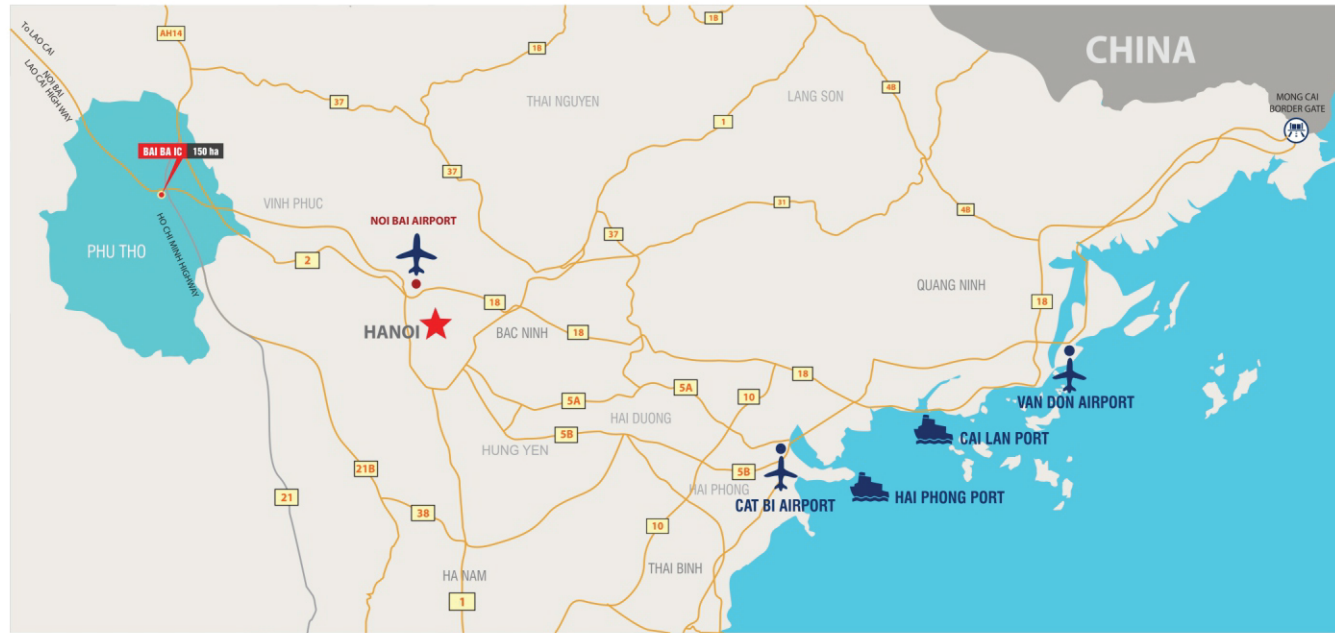 1B
1B
AH14
To LAO CAI
NOI BAI
LAO CAI HIGHWAY
CHINA
37
THAI NGUYEN
LANG SON
4B
MONG CAI
BORDER GATE
1
BAI BA IC 150 ha
37
VINH PHUC
31
4B
NOI BAI AIRPORT
37
PHU THO
HO CHI MINH HIGHWAY
2
QUANG NINH
18
18
HANOI
BAC NINH
18
18
5A
10
5A
VAN DON AIRPORT
HAI DUONG
CAI LAN PORT
5B
HUNG YEN
21B
5B
HAI PHONG
HAI PHONG PORT
21
CAT BI AIRPORT
38
10
HA NAM
THAI BINH
1